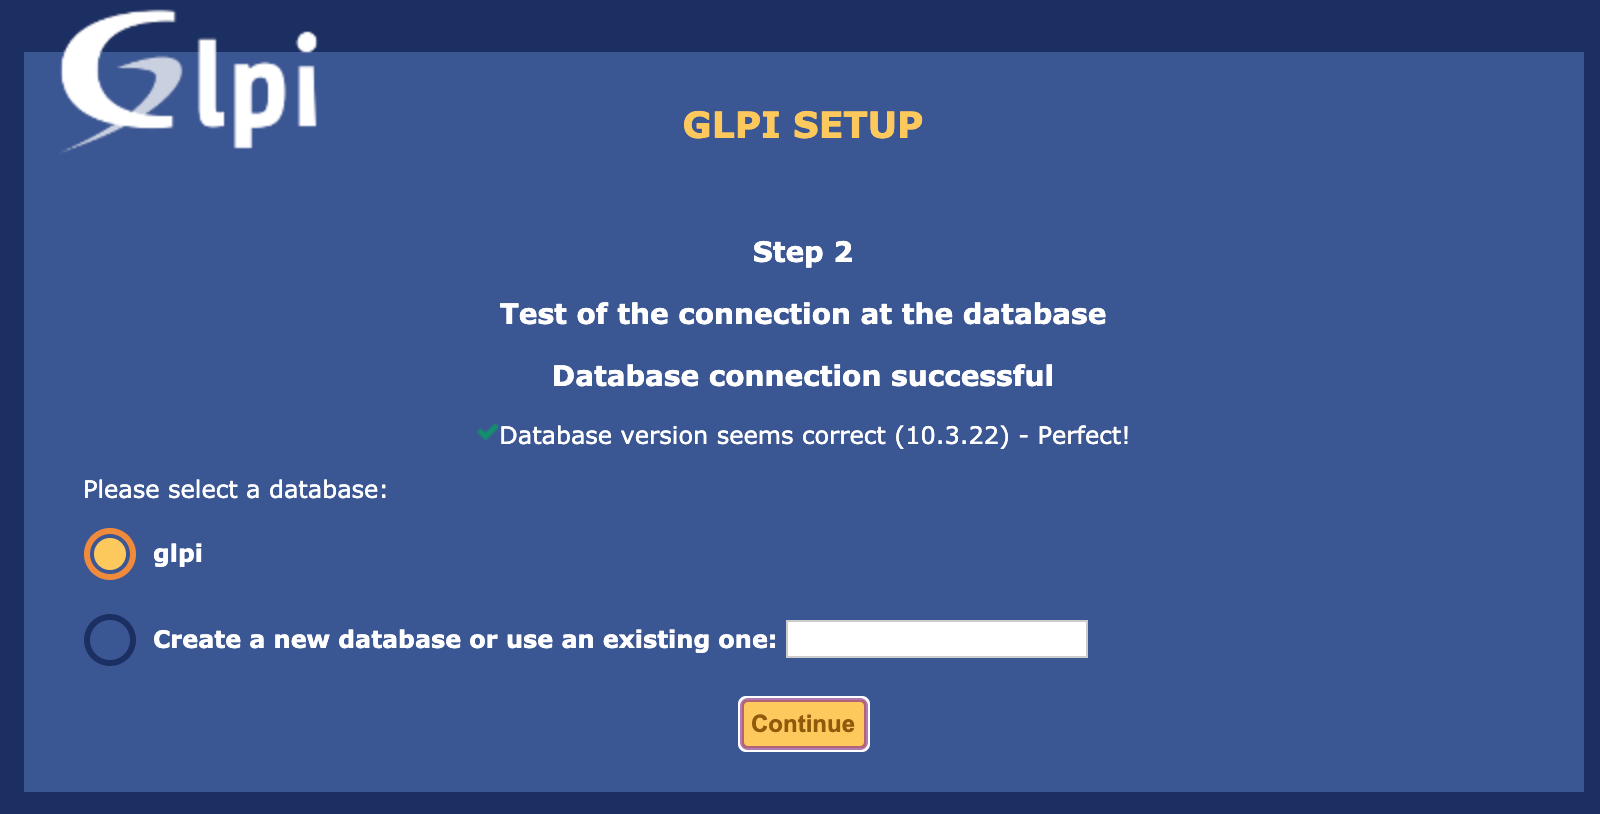 Glpi
GLPI SETUP
Step 2
Test of the connection at the database
Database connection successful
Database version seems correct (10.3.22) - Perfect!
Please select a database:
glpi
Create a new database or use an existing one:
Continue